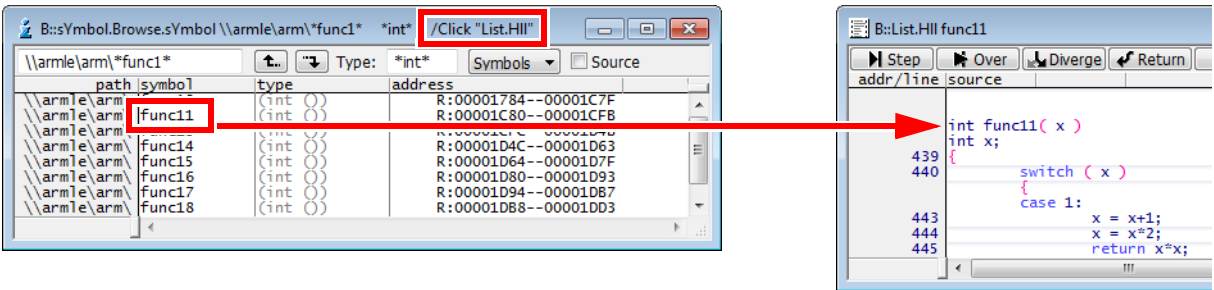 B::sYmbol.Browse.sYmbol \\armle\arm\*func1* *int* /Click "List.Hll"
\\armle\arm\*func1* Type: *int* Symbols Source
path symbol type address
\\armle\arm\ (int ()) R:00001784--00001C7F
\\armle\arm\ func11 (int ()) R:00001C80--00001CFB
\\armle\arm\
\\armle\arm\ func14 (int ()) R:00001D4C--00001D63
\\armle\arm\ func15 (int ()) R:00001D64--00001D7F
\\armle\arm\ func16 (int ()) R:00001D80--00001D93
\\armle\arm\ func17 (int ()) R:00001D94--00001DB7
\\armle\arm\ func18 (int ()) R:00001DB8--00001DD3
B::List.Hll func11
Step Over Diverge Return
addr/line source
int func11( x )
int x;
439 {
440 switch ( x )
{
case 1:
443 x = x+1;
444 x = x*2;
445 return x*x;